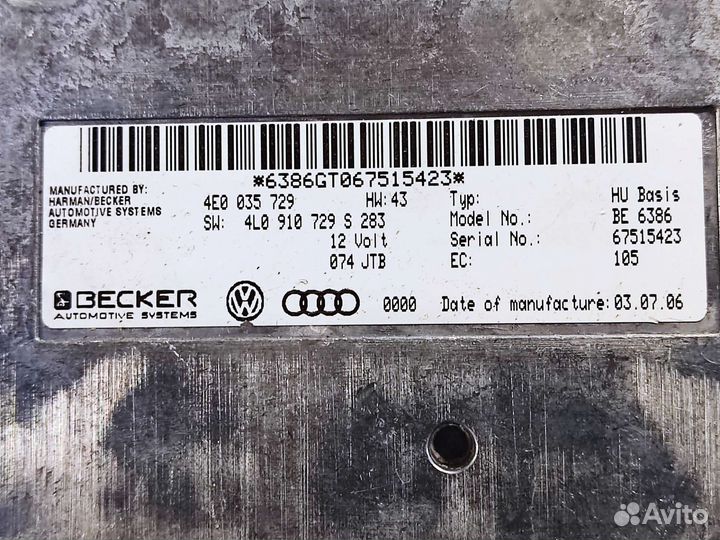 *6386GT067515423*
MANUFACTURED BY:
HARMAN/BECKER
AUTOMOTIVE SYSTEMS
GERMANY
4E0 035 729 HW:43 Typ: HU Basis
SW: 4L0 910 729 S 283 Model No.: BE 6386
12 Volt Serial No.: 67515423
074 JTB EC: 105
BECKER
AUTOMOTIVE SYSTEMS
0000 Date of manufacture: 03.07.06
Avito